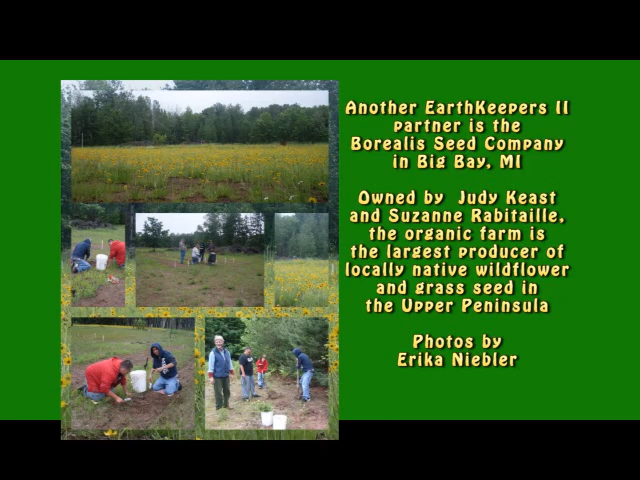 Another EarthKeepers II
partner is the
Borealis Seed Company
in Big Bay, MI
Owned by Judy Keast
and Suzanne Rabitaille,
the organic farm is
the largest producer of
locally native wildflower
and grass seed in
the Upper Peninsula
Photos by
Erika Niebler